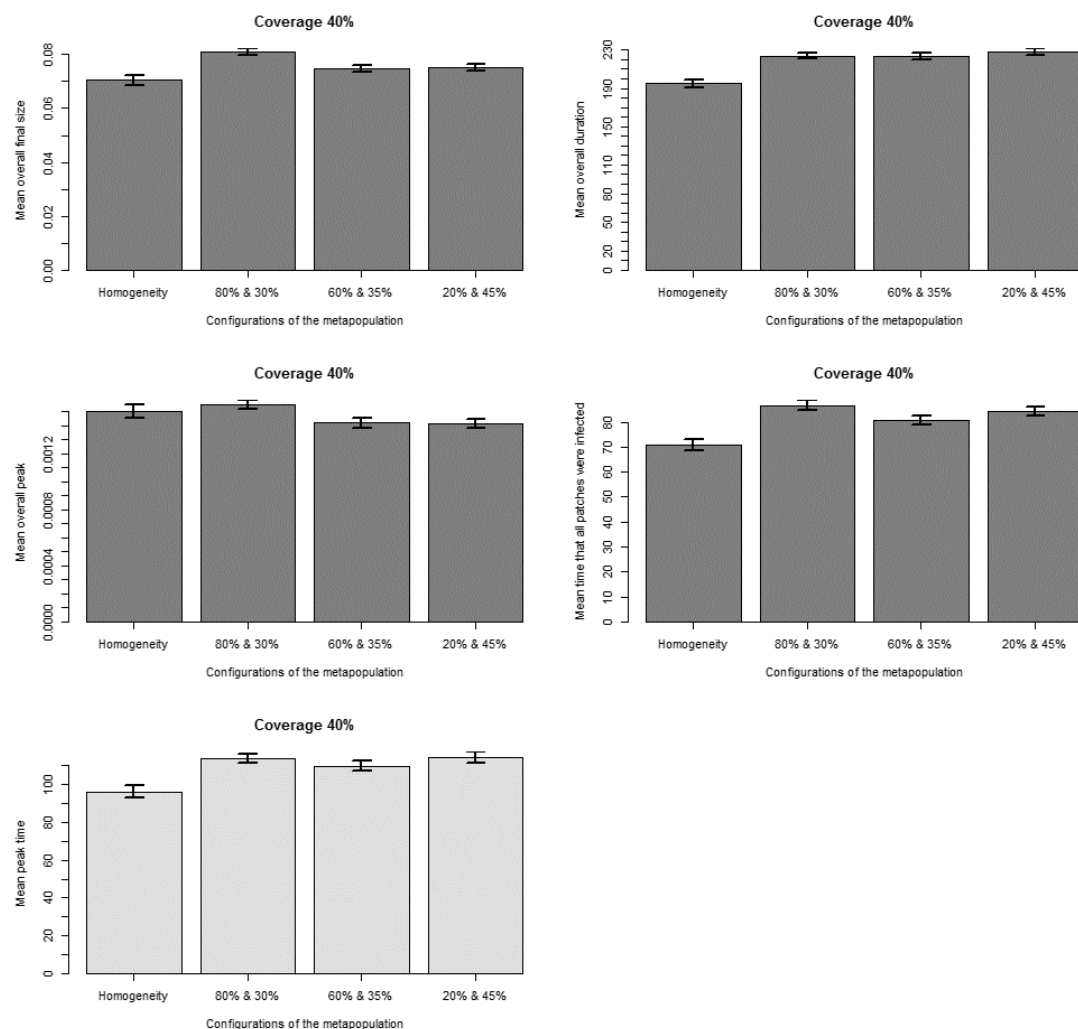 Coverage 40%
Mean overall final size
0.00
0.02
0.04
0.06
0.08
Homogeneity
80% & 30%
60% & 35%
20% & 45%
Configurations of the metapopulation
Coverage 40%
Mean overall duration
0
20
50
80
110
150
190
230
Homogeneity
80% & 30%
60% & 35%
20% & 45%
Configurations of the metapopulation
Coverage 40%
Mean overall peak
0.0000
0.0004
0.0008
0.0012
Homogeneity
80% & 30%
60% & 35%
20% & 45%
Configurations of the metapopulation
Coverage 40%
Mean time that all patches were infected
0
10
20
30
40
50
60
70
80
Homogeneity
80% & 30%
60% & 35%
20% & 45%
Configurations of the metapopulation
Coverage 40%
Mean peak time
0
20
40
60
80
100
Homogeneity
80% & 30%
60% & 35%
20% & 45%
Configurations of the metapopulation